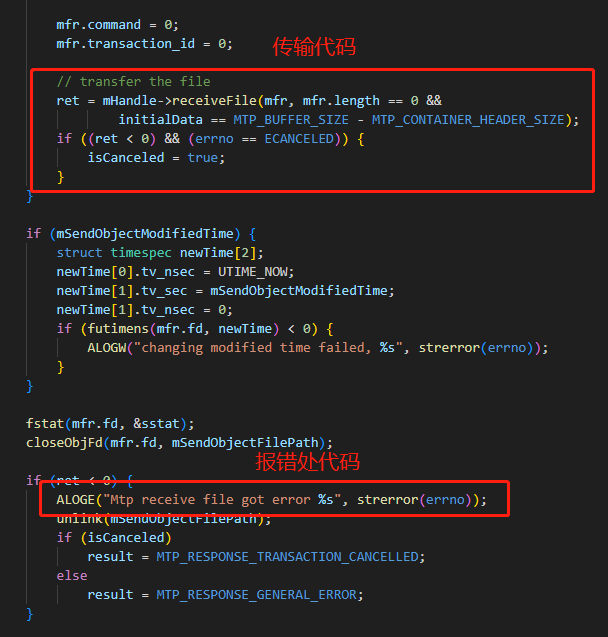 mfr.command = 0;
mfr.transaction_id = 0;
传输代码
// transfer the file
ret = mHandle->receiveFile(mfr, mfr.length == 0 &&
initialData == MTP_BUFFER_SIZE - MTP_CONTAINER_HEADER_SIZE);
if ((ret < 0) && (errno == ECANCELED)) {
isCanceled = true;
}
}
if (mSendObjectModifiedTime) {
struct timespec newTime[2];
newTime[0].tv_nsec = UTIME_NOW;
newTime[1].tv_sec = mSendObjectModifiedTime;
newTime[1].tv_nsec = 0;
if (futimens(mfr.fd, newTime) < 0) {
ALOGW("changing modified time failed, %s", strerror(errno));
}
}
fstat(mfr.fd, &sstat);
closeObjFd(mfr.fd, mSendObjectFilePath);
报错处代码
if (ret < 0) {
ALOGE("Mtp receive file got error %s", strerror(errno));
unlink(mSendObjectFilePath);
if (isCanceled)
result = MTP_RESPONSE_TRANSACTION_CANCELLED;
else
result = MTP_RESPONSE_GENERAL_ERROR;
}